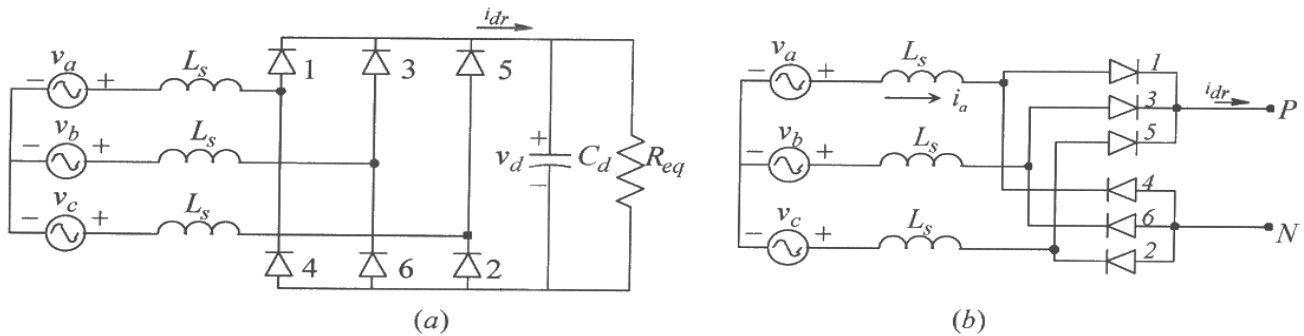 i_dr
v_a
L_s
1
3
5
− +
v_b
L_s
v_d
+
−
C_d
R_eq
− +
v_c
L_s
− +
4
6
2
(a)
v_a
L_s
1
− +
i_a
3
i_dr
P
5
v_b
L_s
− +
4
6
N
v_c
L_s
− +
2
(b)